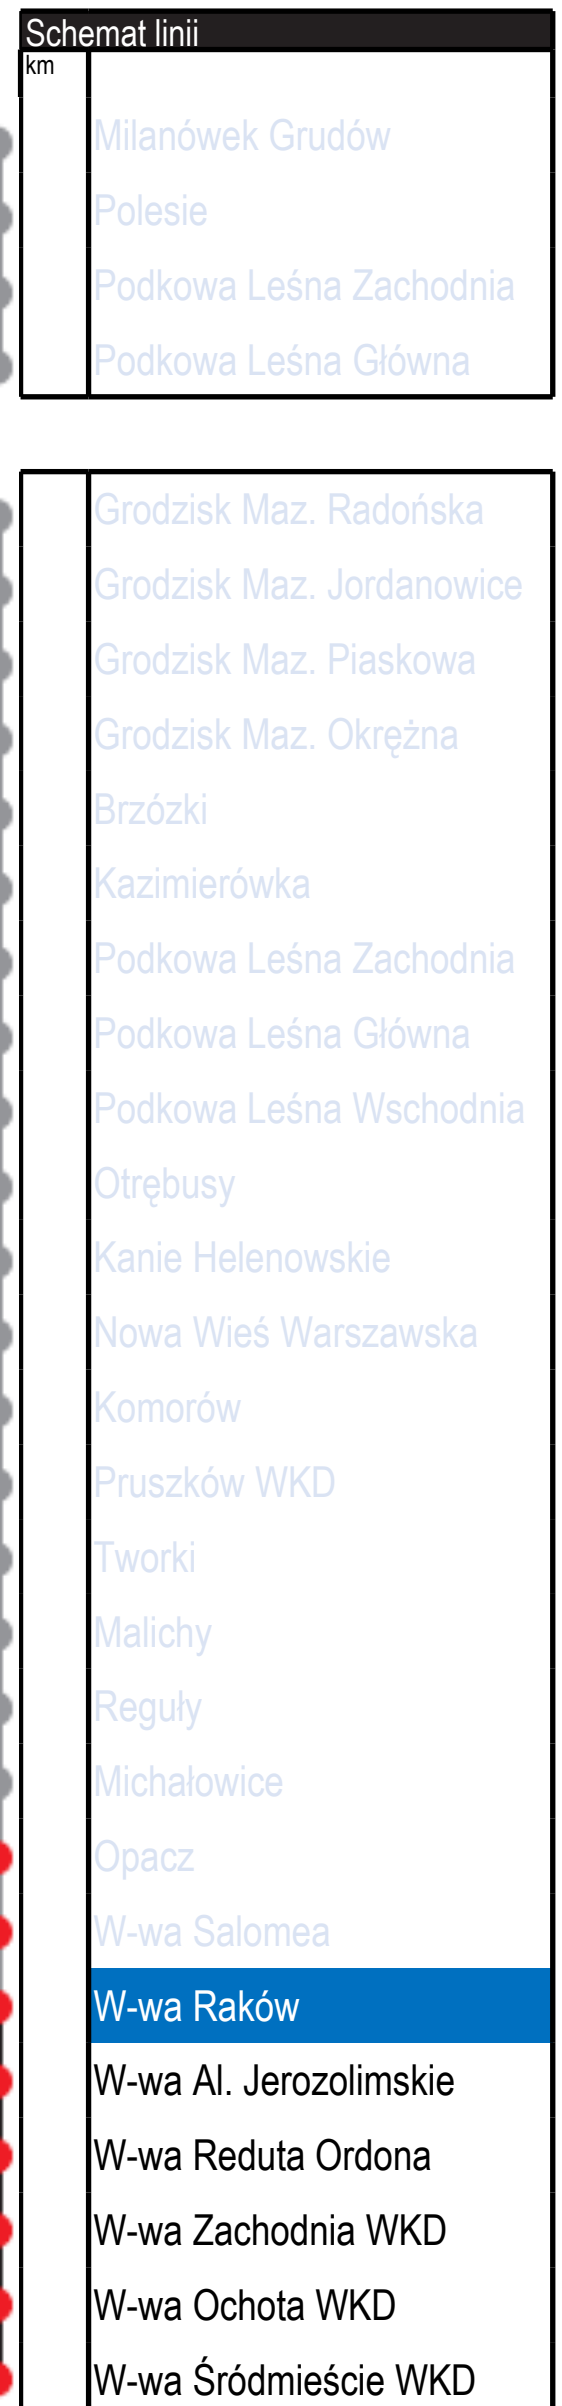 Schemat linii
km
Milanówek Grudów
Polesie
Podkowa Leśna Zachodnia
Podkowa Leśna Główna
Grodzisk Maz. Radońska
Grodzisk Maz. Jordanowice
Grodzisk Maz. Piaskowa
Grodzisk Maz. Okrężna
Brzózki
Kazimierówka
Podkowa Leśna Zachodnia
Podkowa Leśna Główna
Podkowa Leśna Wschodnia
Otrębusy
Kanie Helenowskie
Nowa Wieś Warszawska
Komorów
Pruszków WKD
Tworki
Malichy
Reguły
Michałowice
Opacz
W-wa Salomea
W-wa Raków
W-wa Al. Jerozolimskie
W-wa Reduta Ordona
W-wa Zachodnia WKD
W-wa Ochota WKD
W-wa Śródmieście WKD